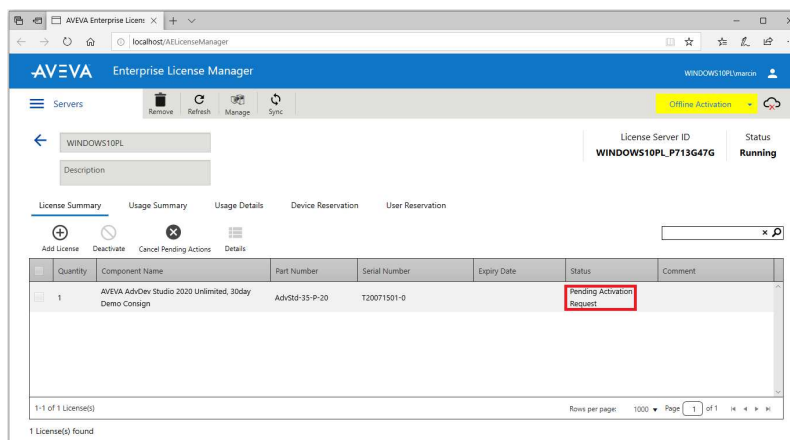 AVEVA Enterprise Licens
localhost/AELicenseManager
AVEVA Enterprise License Manager
WINDOWS10PL\marcin
Servers
Remove Refresh Manage Sync
Offline Activation
WINDOWS10PL
License Server ID Status
WINDOWS10PL_P713G47G Running
Description
License Summary Usage Summary Usage Details Device Reservation User Reservation
Add License Deactivate Cancel Pending Actions Details
Quantity Component Name Part Number Serial Number Expiry Date Status Comment
1 AVEVA AdvDev Studio 2020 Unlimited, 30day AdvStd-35-P-20 T20071501-0 Pending Activation
Demo Consign Request
1-1 of 1 License(s) Rows per page: 1000 Page 1 of 1
1 License(s) found